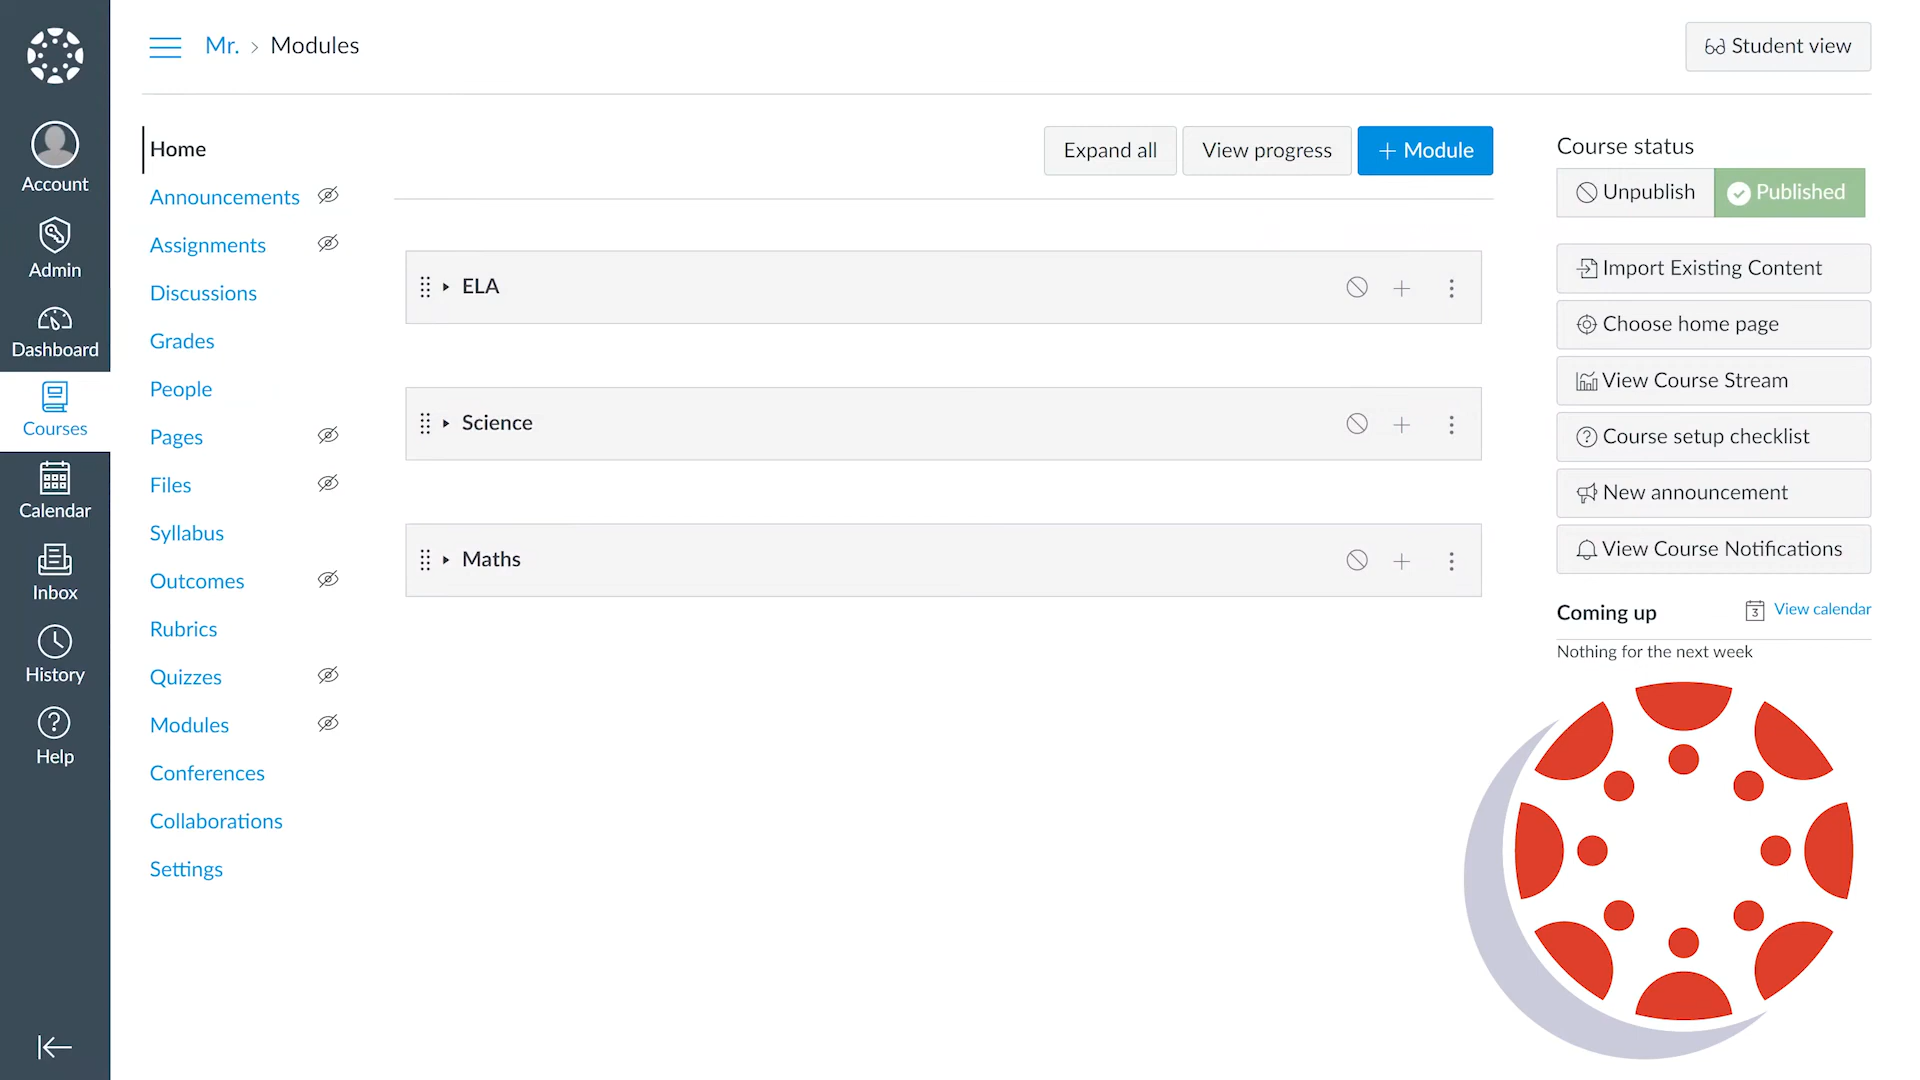 Mr. > Modules
Student view
Account
Admin
Dashboard
Courses
Calendar
Inbox
History
Help
Home
Announcements
Assignments
Discussions
Grades
People
Pages
Files
Syllabus
Outcomes
Rubrics
Quizzes
Modules
Conferences
Collaborations
Settings
Expand all
View progress
+ Module
ELA
Science
Maths
Course status
Unpublish
Published
Import Existing Content
Choose home page
View Course Stream
Course setup checklist
New announcement
View Course Notifications
Coming up
3 View calendar
Nothing for the next week